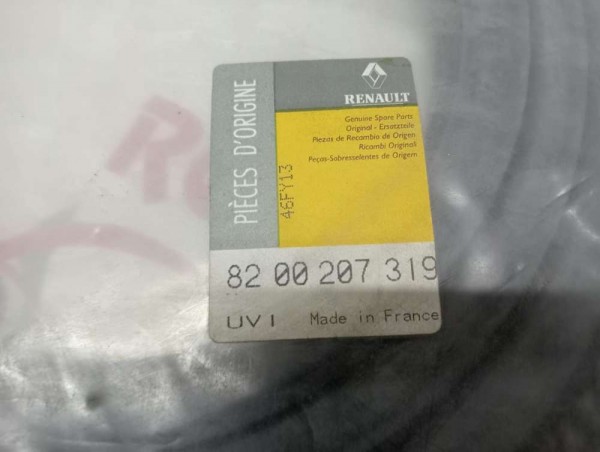 RENAULT
PIÈCES D'ORIGINE
46FY13
Genuine Spare Parts
Original - Ersatzteile
Piezas de Recambio de Origen
Ricambi Originali
Peças-Sobresselentes de Origem
82 00 207 319
UV1 Made in France